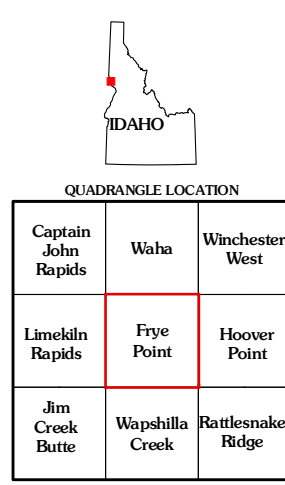 IDAHO
QUADRANGLE LOCATION
Captain
John
Rapids
Waha
Winchester
West
Limekiln
Rapids
Frye
Point
Hoover
Point
Jim
Creek
Butte
Wapshilla
Creek
Rattlesnake
Ridge